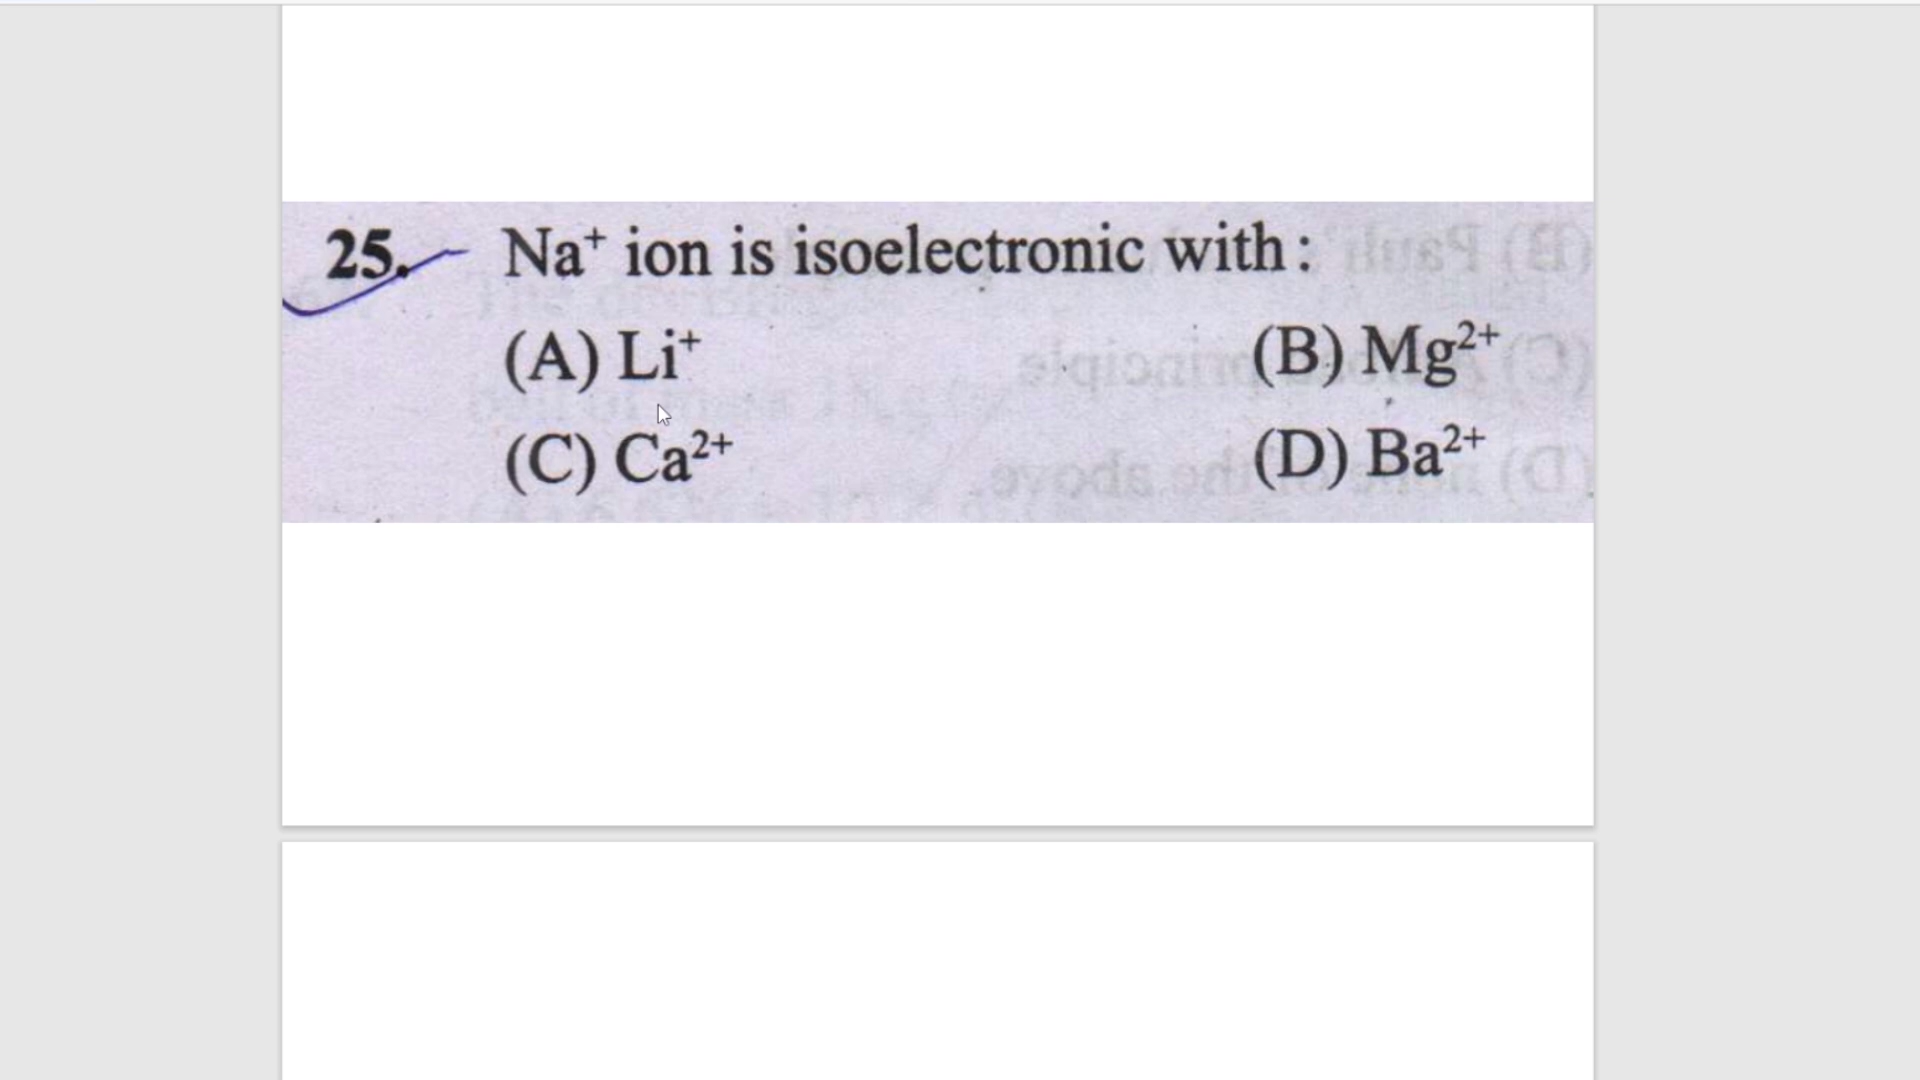 25. Na⁺ ion is isoelectronic with :
(A) Li⁺ (B) Mg²⁺
(C) Ca²⁺ (D) Ba²⁺